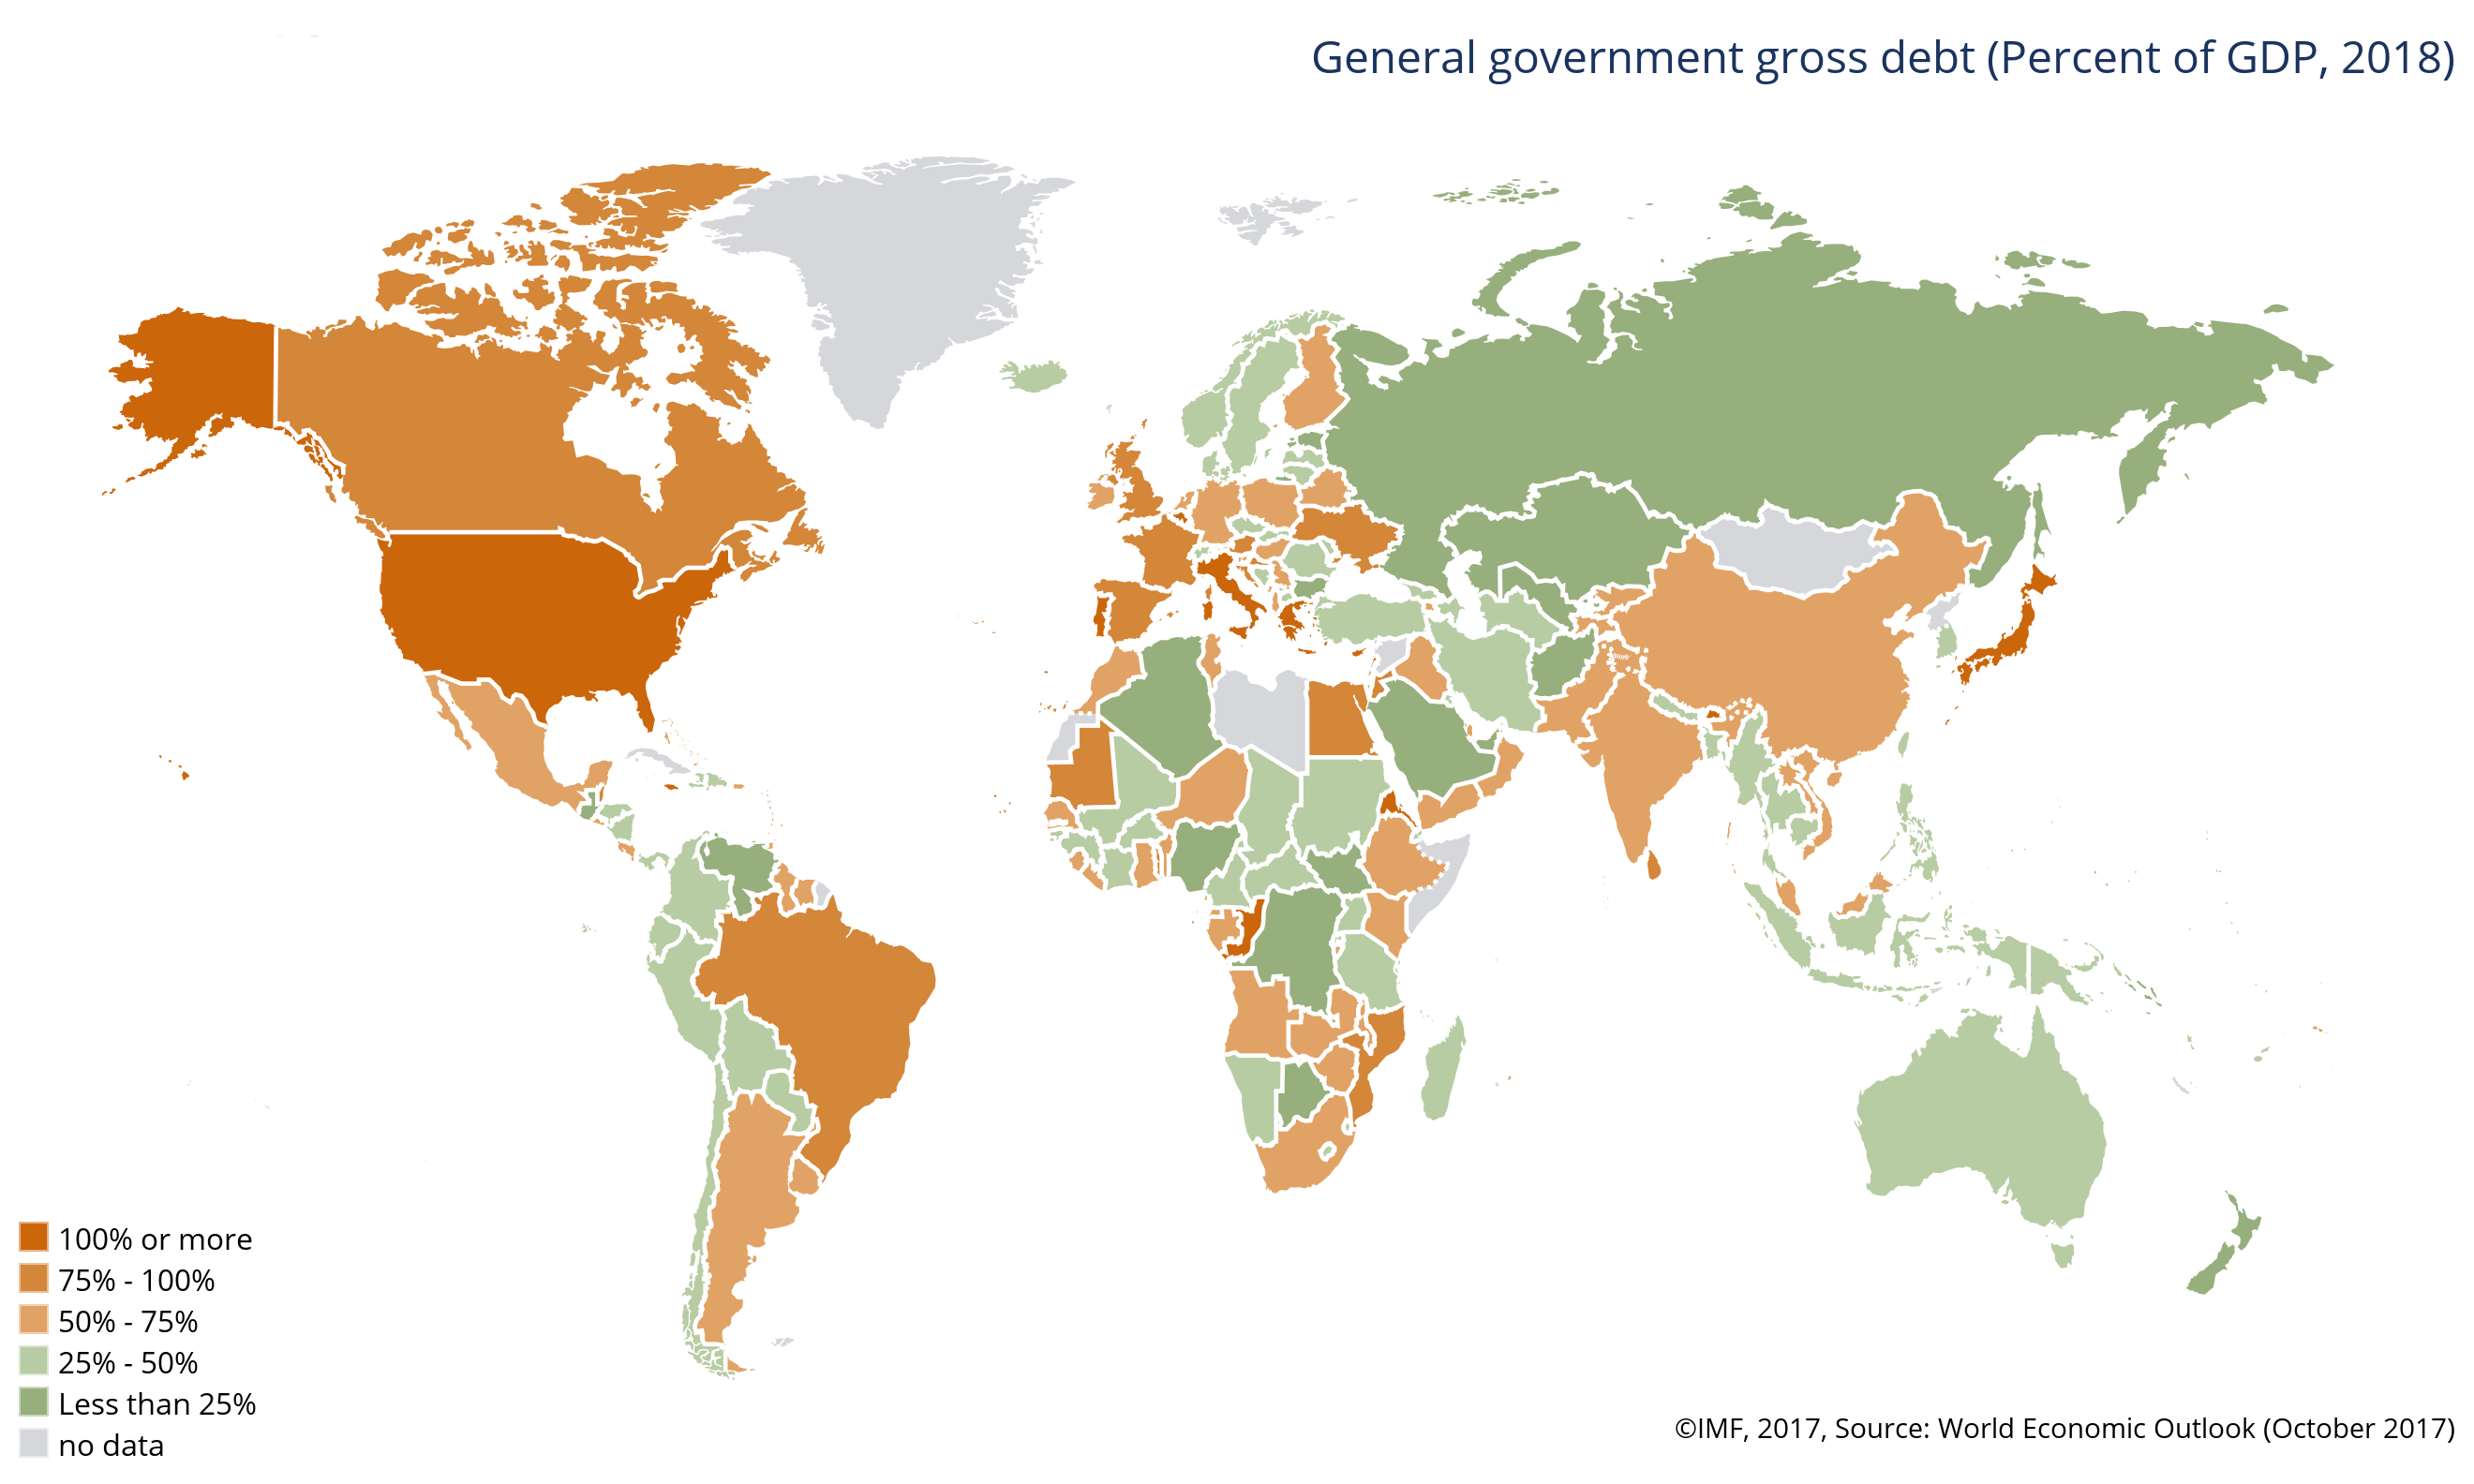 General government gross debt (Percent of GDP, 2018)
100% or more
75% - 100%
50% - 75%
25% - 50%
Less than 25%
no data
©IMF, 2017, Source: World Economic Outlook (October 2017)